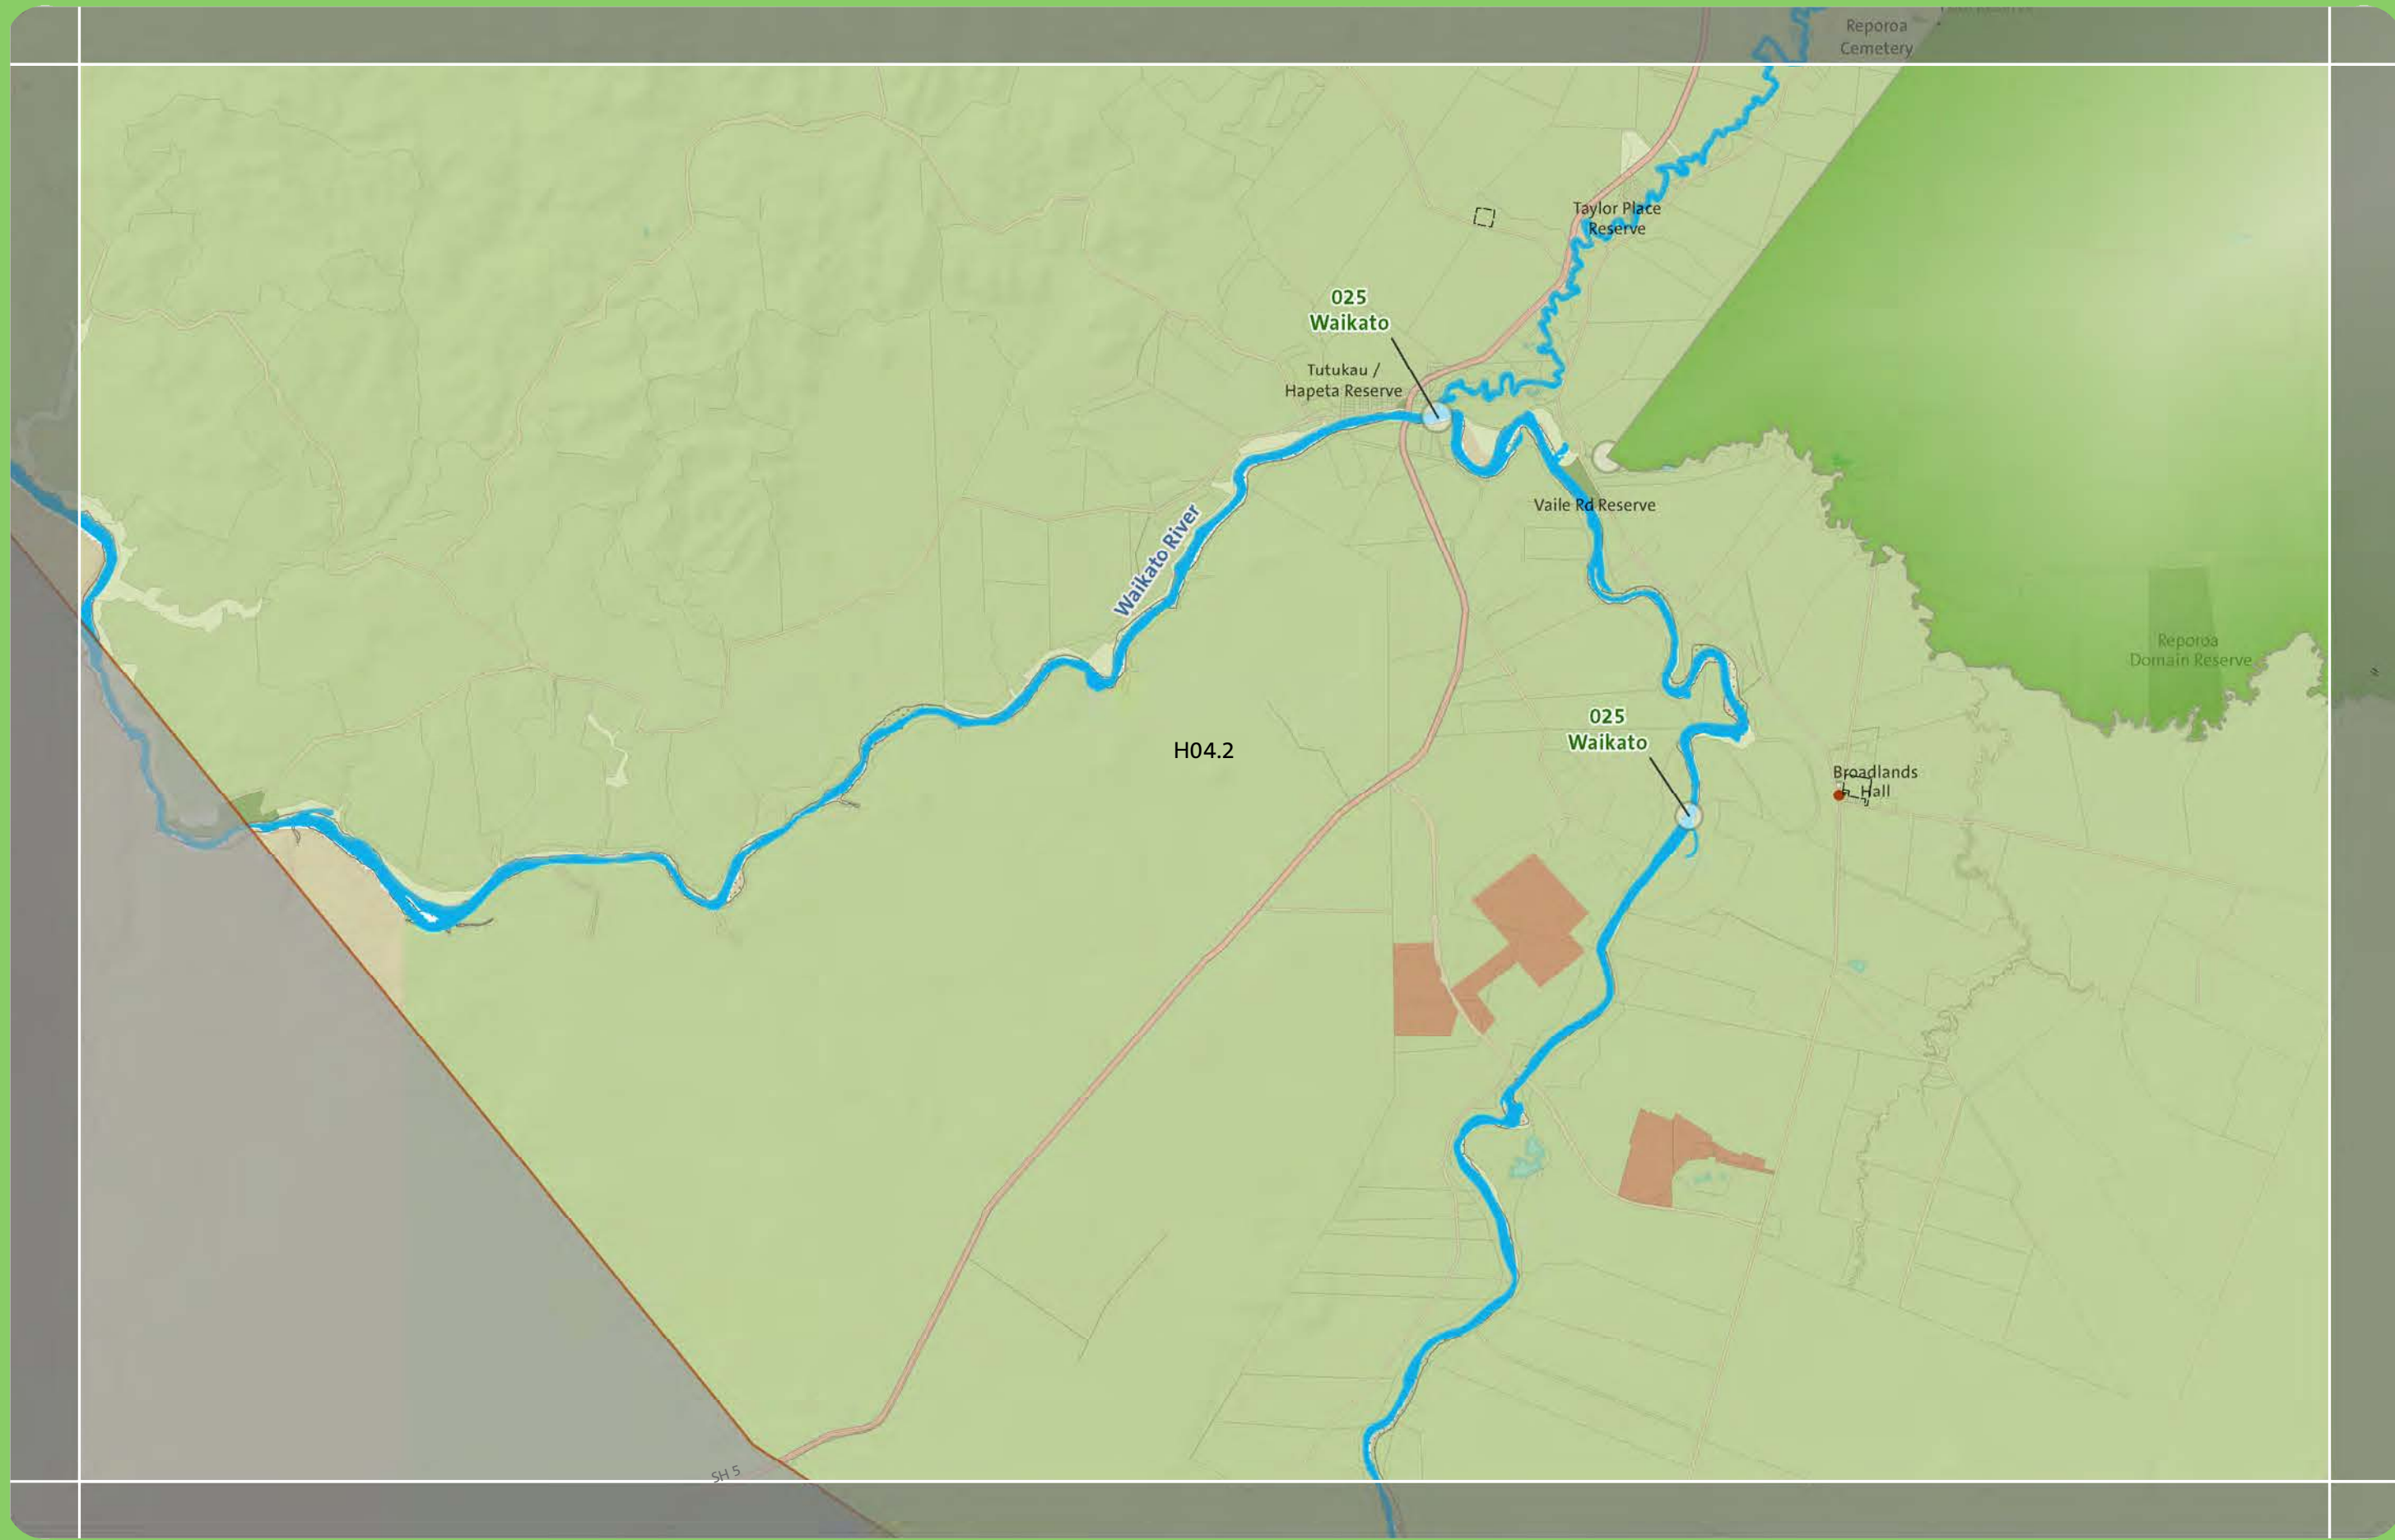 Reporoa
Cemetery
Taylor Place
Reserve
025
Waikato
Tutukau /
Hapeta Reserve
Vaile Rd Reserve
Waikato River
Reporoa
Domain Reserve
025
Waikato
H04.2
Broadlands
Hall
SH 5